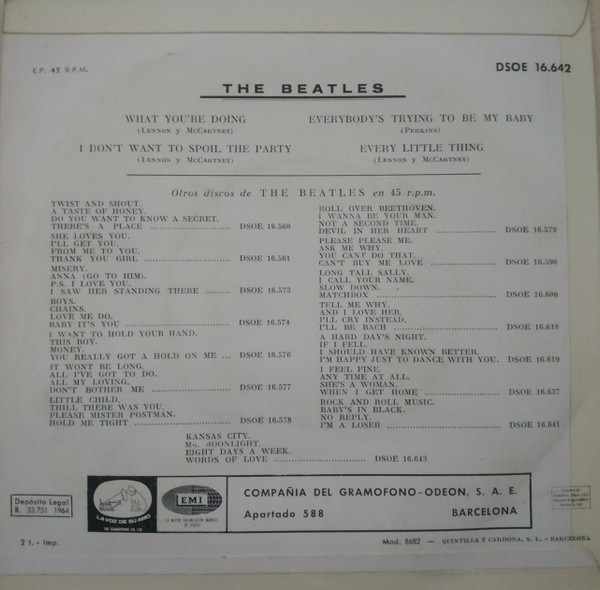 E.P. 45 R.P.M.
DSOE 16.642
THE BEATLES
WHAT YOU'RE DOING
(Lennon y McCartney)
EVERYBODY'S TRYING TO BE MY BABY
(Perkins)
I DON'T WANT TO SPOIL THE PARTY
(Lennon y McCartney)
EVERY LITTLE THING
(Lennon y McCartney)
Otros discos de THE BEATLES en 45 r.p.m.
TWIST AND SHOUT.
A TASTE OF HONEY.
DO YOU WANT TO KNOW A SECRET.
THERE'S A PLACE ........................ DSOE 16.560
SHE LOVES YOU.
I'LL GET YOU.
FROM ME TO YOU.
THANK YOU GIRL ........................ DSOE 16.561
MISERY.
ANNA (GO TO HIM).
P.S. I LOVE YOU.
I SAW HER STANDING THERE ........ DSOE 16.573
BOYS.
CHAINS.
LOVE ME DO.
BABY IT'S YOU ........................ DSOE 16.574
I WANT TO HOLD YOUR HAND.
THIS BOY.
MONEY.
YOU REALLY GOT A HOLD ON ME ... DSOE 16.576
IT WONT BE LONG.
ALL I'VE GOT TO DO.
ALL MY LOVING.
DON'T BOTHER ME ........................ DSOE 16.577
LITTLE CHILD.
THILL THERE WAS YOU.
PLEASE MISTER POSTMAN.
HOLD ME TIGHT ........................ DSOE 16.578
ROLL OVER BEETHOVEN.
I WANNA BE YOUR MAN.
NOT A SECOND TIME.
DEVIL IN HER HEART .................. DSOE 16.579
PLEASE PLEASE ME.
ASK ME WHY.
YOU CAN'T DO THAT.
CAN'T BUY ME LOVE .................. DSOE 16.590
LONG TALL SALLY.
I CALL YOUR NAME.
SLOW DOWN.
MATCHBOX ........................ DSOE 16.606
TELL ME WHY.
AND I LOVE HER.
I'LL CRY INSTEAD.
I'LL BE BACH ........................ DSOE 16.618
A HARD DAY'S NIGHT.
IF I FELL.
I SHOULD HAVE KNOWN BETTER.
I'M HAPPY JUST TO DANCE WITH YOU. DSOE 16.619
I FEEL FINE.
ANY TIME AT ALL.
SHE'S A WOMAN.
WHEN I GET HOME ........................ DSOE 16.637
ROCK AND ROLL MUSIC.
BABY'S IN BLACK.
NO REPLY.
I'M A LOSER ........................ DSOE 16.641
KANSAS CITY.
MR. MOONLIGHT.
EIGHT DAYS A WEEK.
WORDS OF LOVE ........................ DSOE 16.643
Depósito Legal
B. 33.751 1964
LA VOZ DE SU AMO
EMI
COMPAÑIA DEL GRAMOFONO-ODEON, S. A. E.
Apartado 588 BARCELONA
2 t. - Imp.
Mod. 8682 — QUINTILLA Y CARDONA, S. L. - BARCELONA